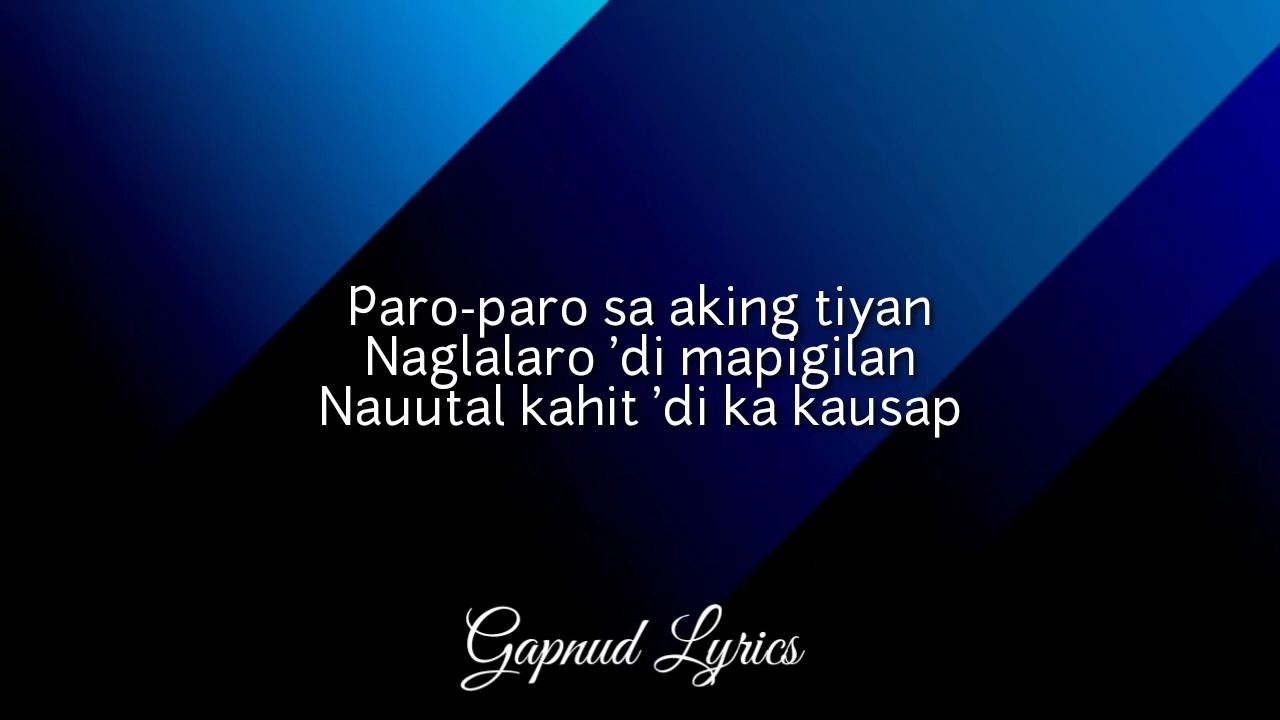 Paro-paro sa aking tiyan
Naglalaro ’di mapigilan
Nauutal kahit ’di ka kausap
Gapnud Lyrics